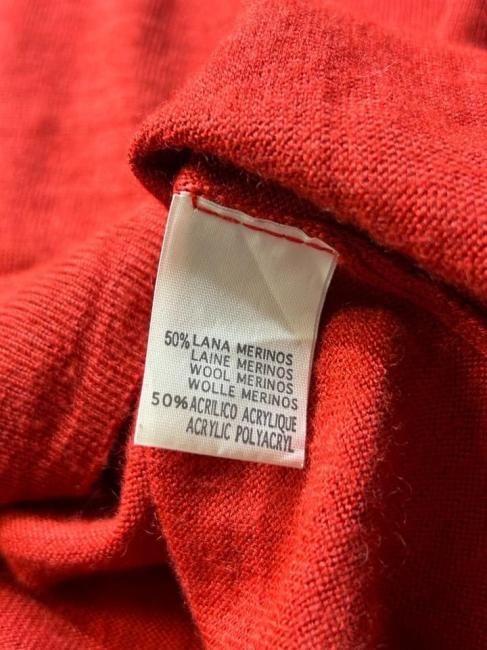 50% LANA MERINOS
LAINE MERINOS
WOOL MERINOS
WOLLE MERINOS
50% ACRILICO ACRYLIQUE
ACRYLIC POLYACRYL